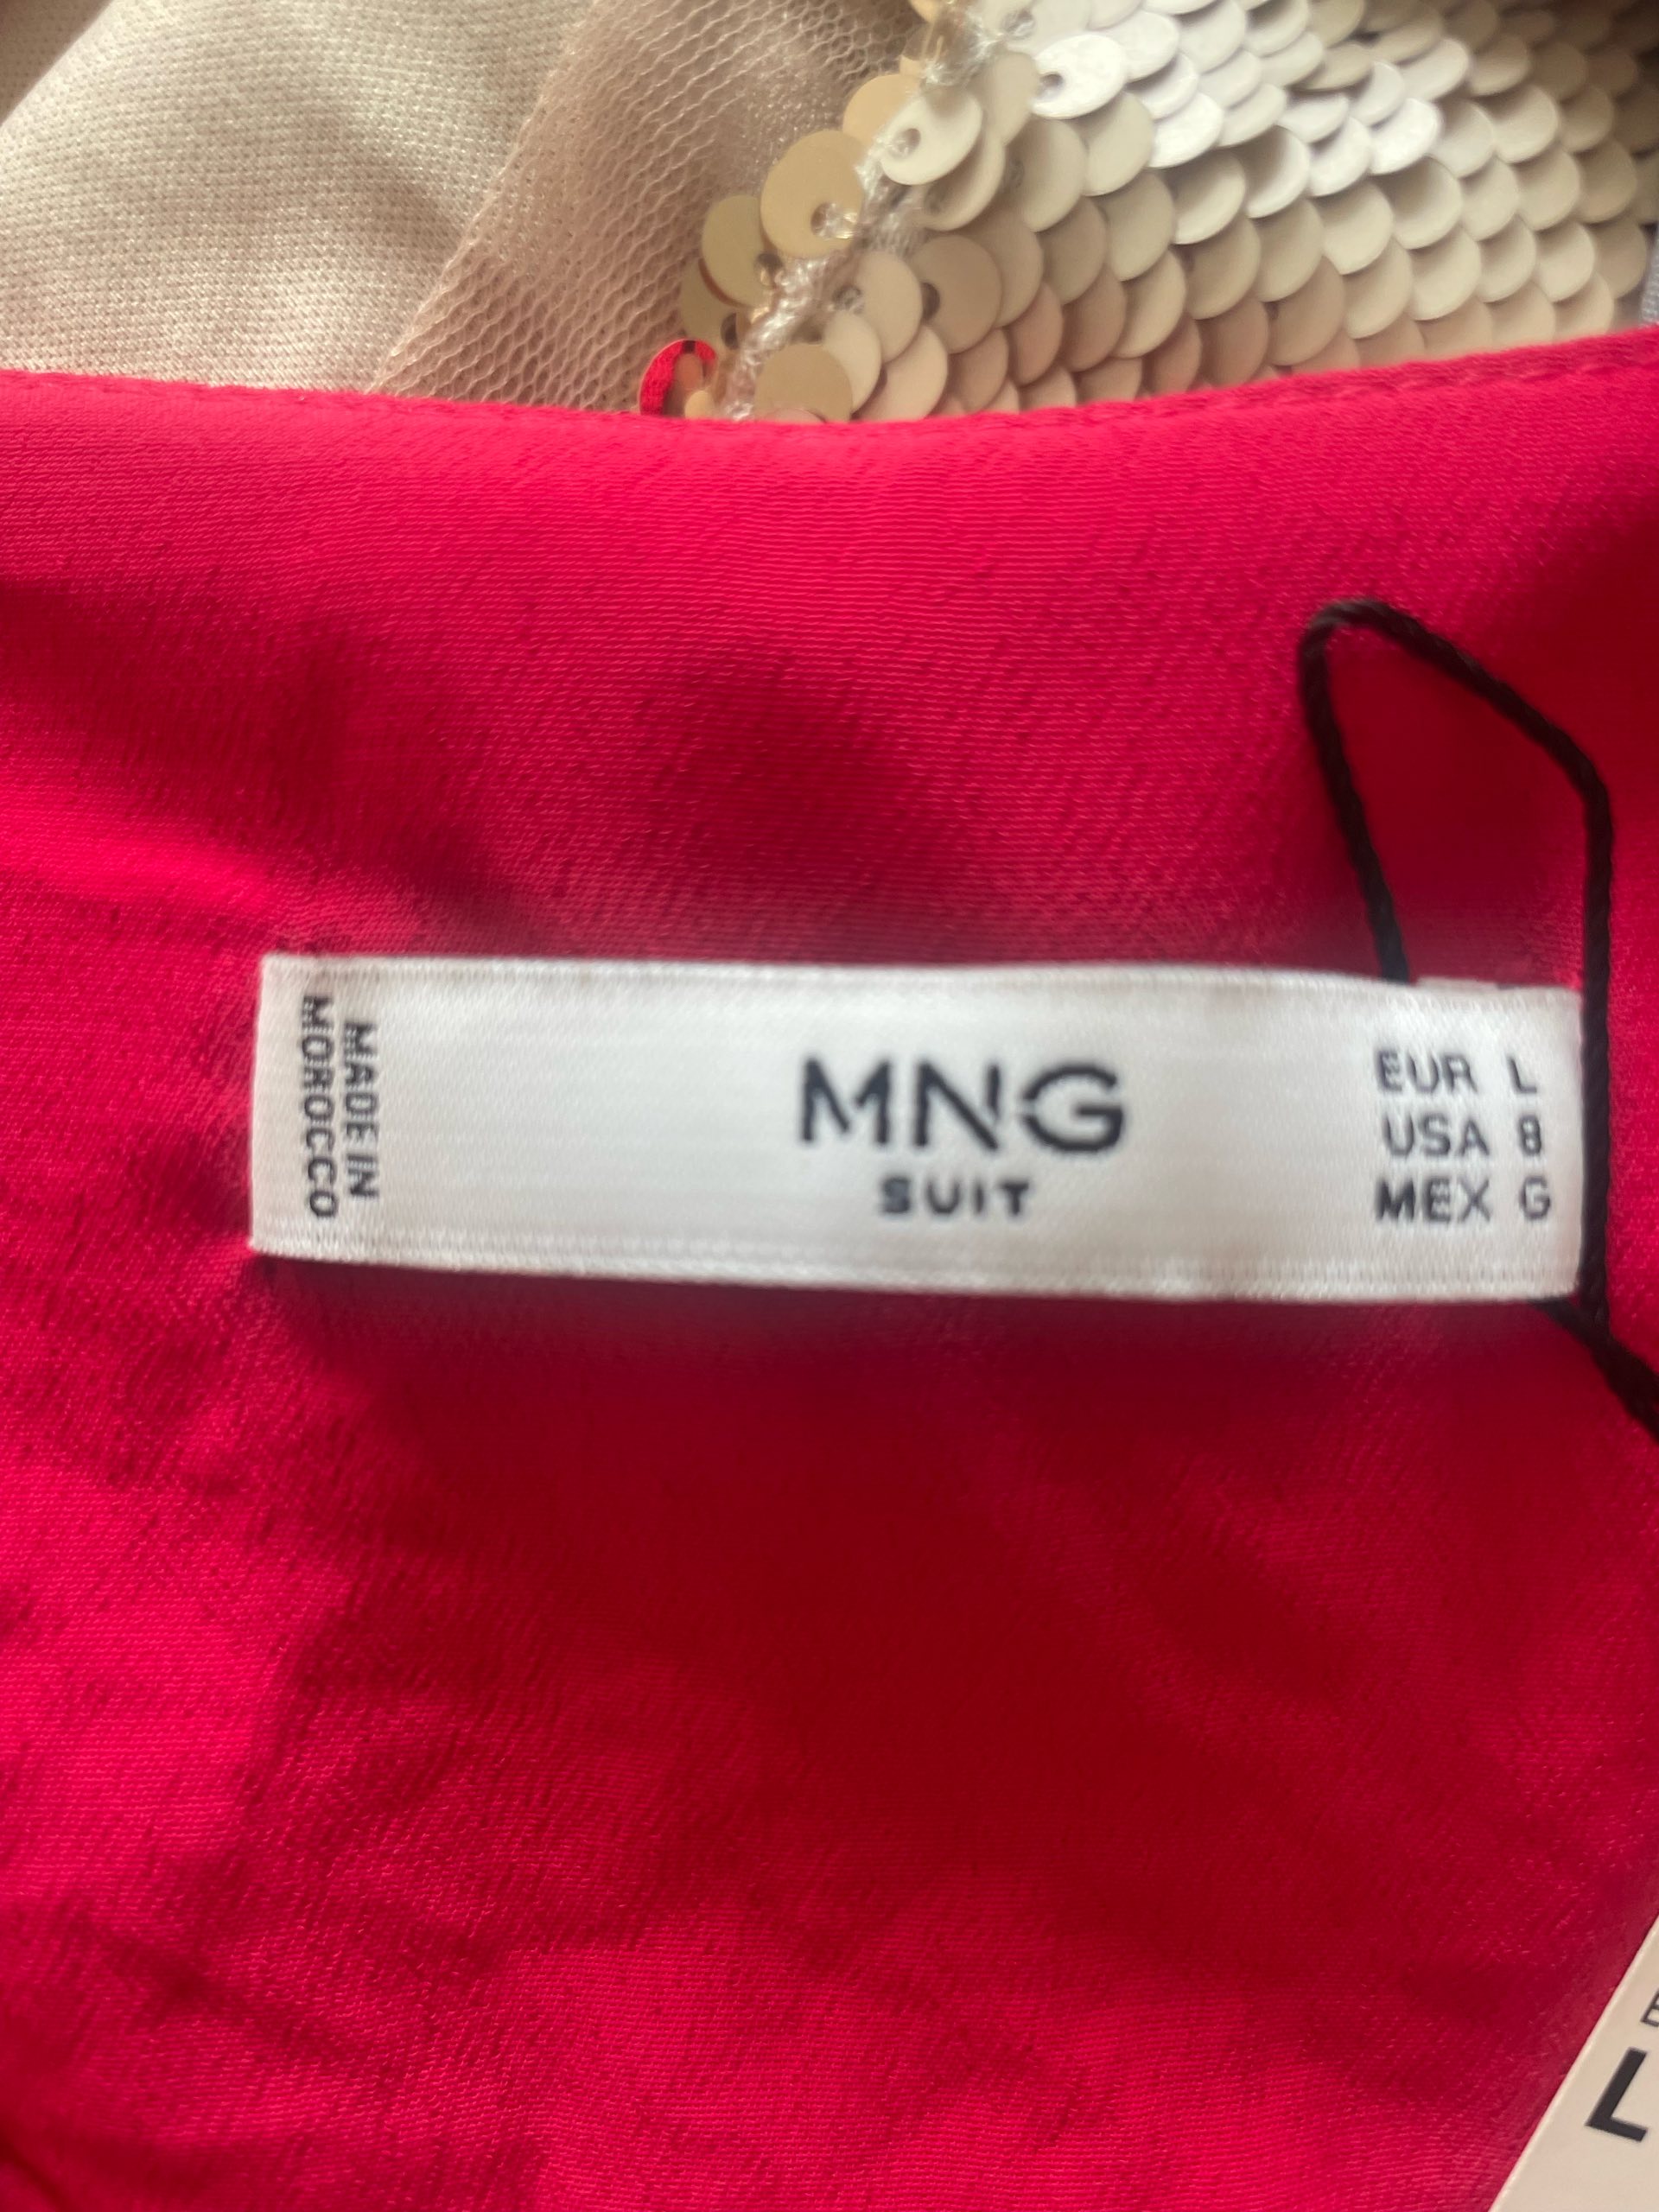 MADE IN
MOROCCO
MNG
SUIT
EUR L
USA 8
MEX G
L